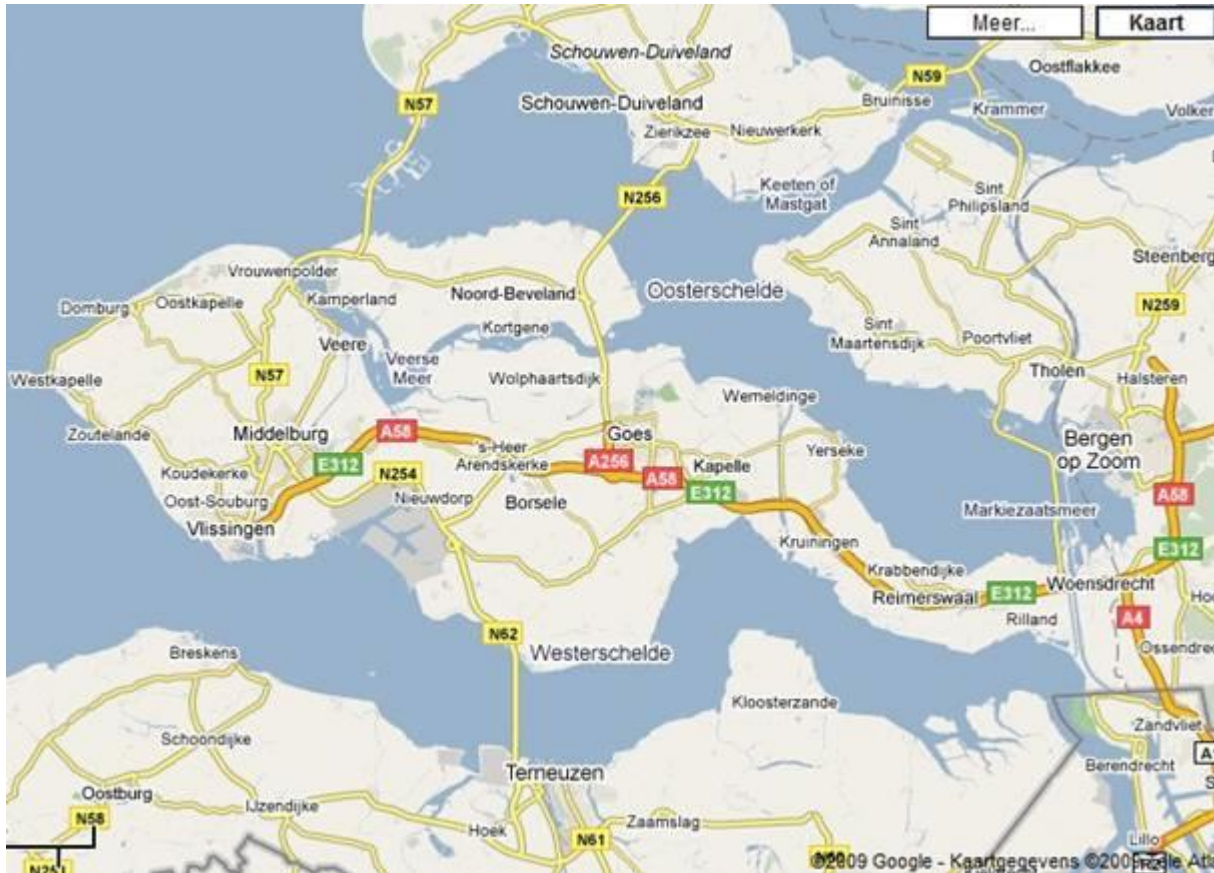 Meer...
Kaart
Schouwen-Duiveland
Oostflakkee
N59
N57
Schouwen-Duiveland
Bruinisse
Krammer
Zierikzee
Nieuwerkerk
N256
Keeten of
Mastgat
Sint
Philipsland
Sint
Annaland
Steenberg
Vrouwenpolder
Oostkapelle
Kamperland
Noord-Beveland
Oosterschelde
Domburg
N259
Kortgene
Sint
Maartensdijk
Poortvliet
Veere
Veerse
Meer
Tholen
Westkapelle
N57
Wolphaartsdijk
Halsteren
Wemeldinge
Zoutelande
Middelburg
A58
's-Heer
Arendskerke
Goes
Bergen
op Zoom
Yerseke
Koudekerke
E312
N254
A256
A58
Kapelle
E312
A58
Oost-Souburg
Nieuwdorp
Borsele
Vlissingen
Markiezaatsmeer
Kruiningen
E312
Krabbendijke
Woensdrecht
Reimerswaal
E312
Rilland
A4
N62
Westerschelde
Ossendrec
Breskens
Kloosterzande
Zandvliet
Schoondijke
Berendrecht
Terneuzen
Oostburg
IJzendijke
N58
Hoek
N61
Zaamslag
Lillo
©2009 Google - Kaartgegevens ©2009 Tele Atla